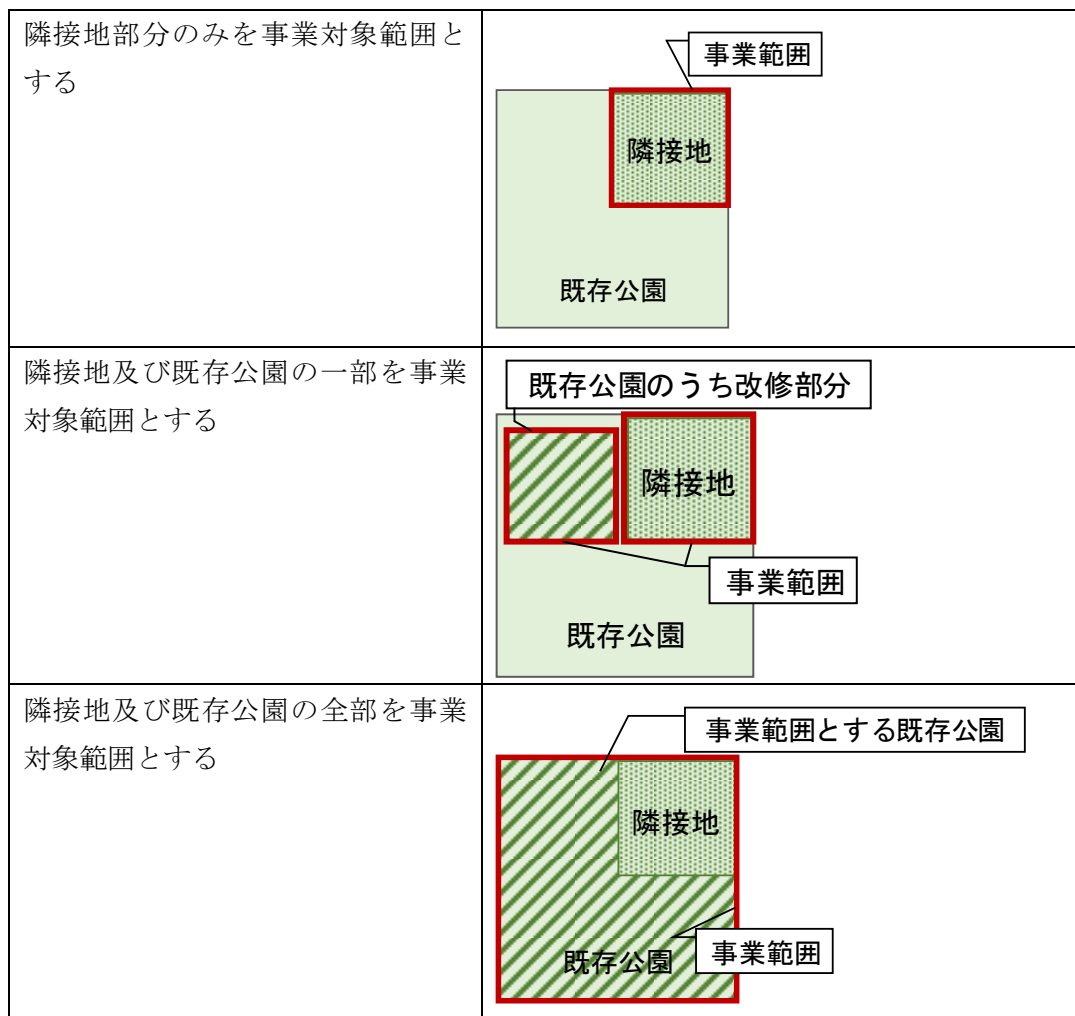 隣接地部分のみを事業対象範囲と
する
事業範囲
隣接地
既存公園
隣接地及び既存公園の一部を事業
対象範囲とする
既存公園のうち改修部分
隣接地
事業範囲
既存公園
隣接地及び既存公園の全部を事業
対象範囲とする
事業範囲とする既存公園
隣接地
事業範囲
既存公園